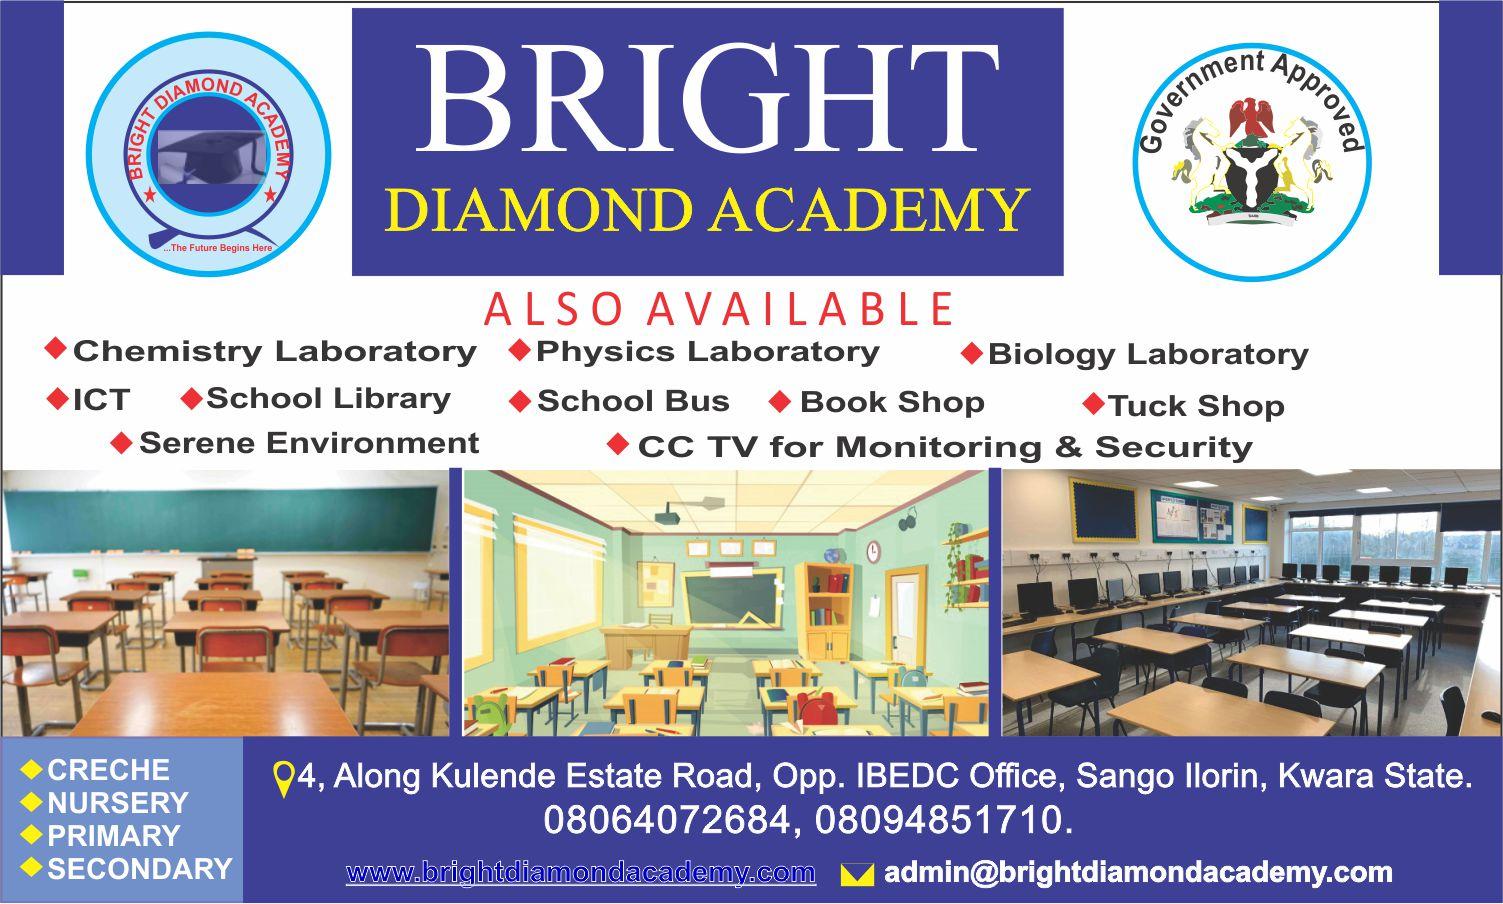 BRIGHT DIAMOND ACADEMY
...The Future Begins Here
BRIGHT
DIAMOND ACADEMY
Government Approved
ALSO AVAILABLE
Chemistry Laboratory
Physics Laboratory
Biology Laboratory
ICT
School Library
School Bus
Book Shop
Tuck Shop
Serene Environment
CC TV for Monitoring & Security
CRECHE
NURSERY
PRIMARY
SECONDARY
4, Along Kulende Estate Road, Opp. IBEDC Office, Sango Ilorin, Kwara State.
08064072684, 08094851710.
www.brightdiamondacademy.com
admin@brightdiamondacademy.com